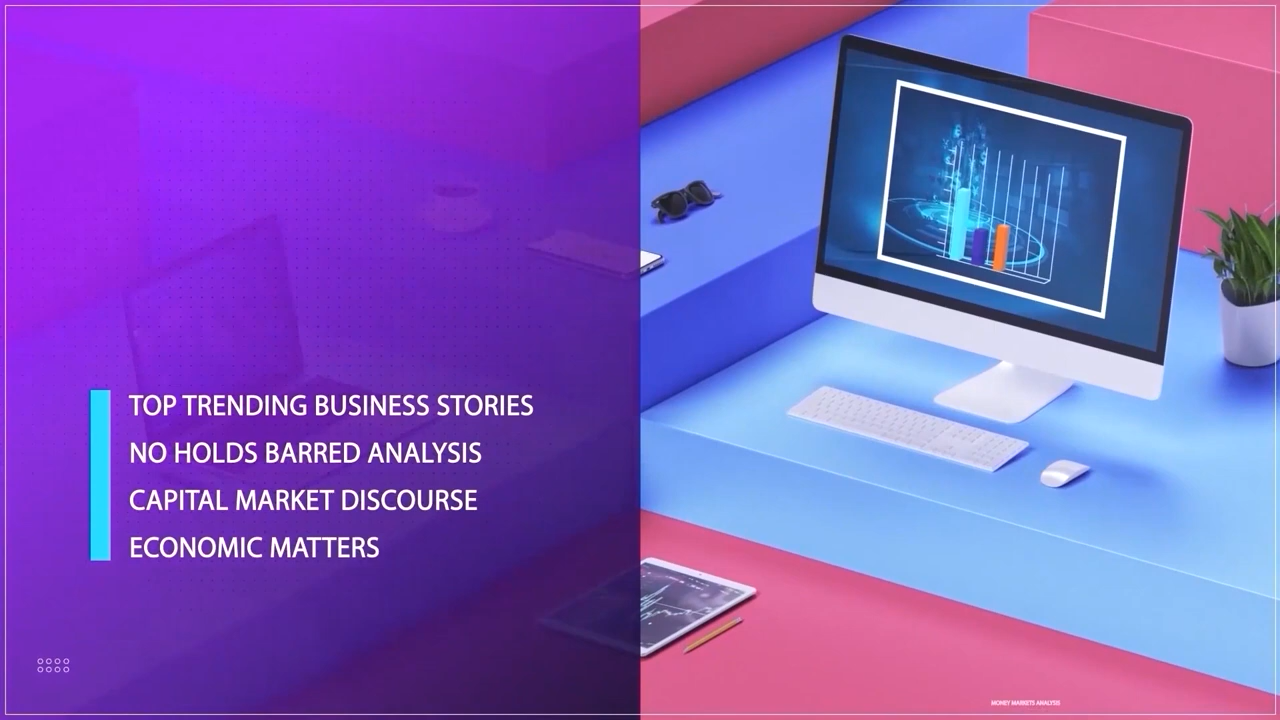 TOP TRENDING BUSINESS STORIES
NO HOLDS BARRED ANALYSIS
CAPITAL MARKET DISCOURSE
ECONOMIC MATTERS
MONEY MARKETS ANALYSIS